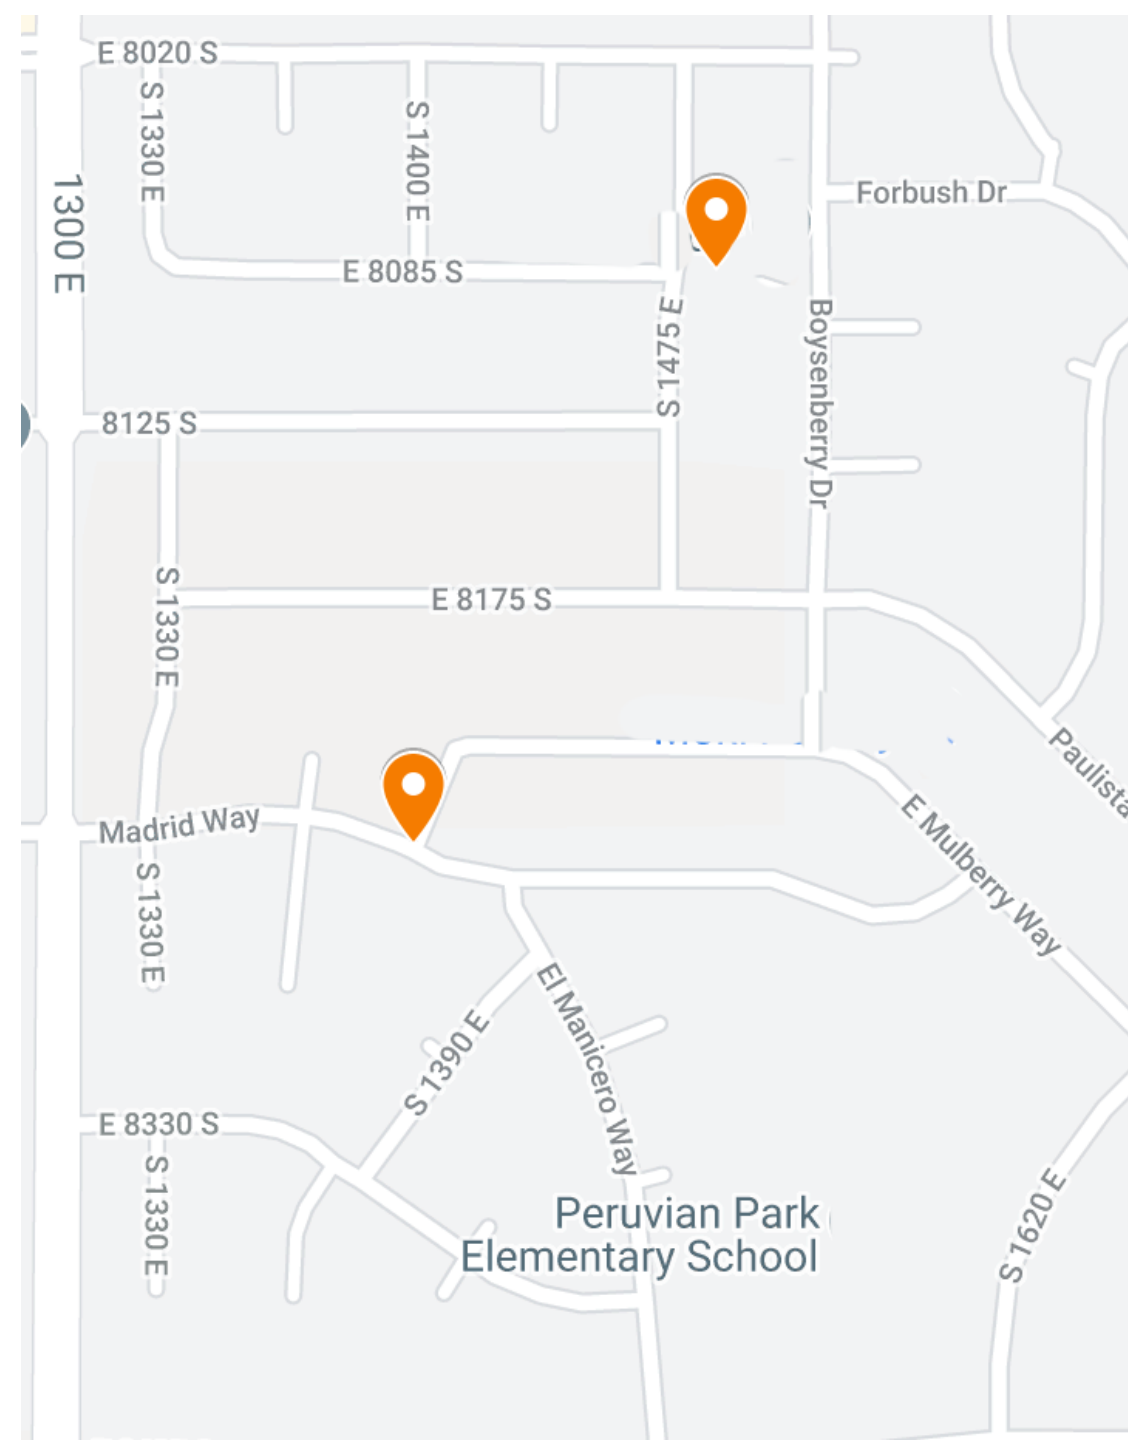 E 8020 S
S 1330 E
S 1400 E
1300 E
Forbush Dr
E 8085 S
S 1475 E
Boysenberry Dr
8125 S
S 1330 E
E 8175 S
Paulista
Madrid Way
E Mulberry Way
S 1330 E
El Manicero Way
S 1390 E
E 8330 S
S 1330 E
Peruvian Park
Elementary School
S 1620 E